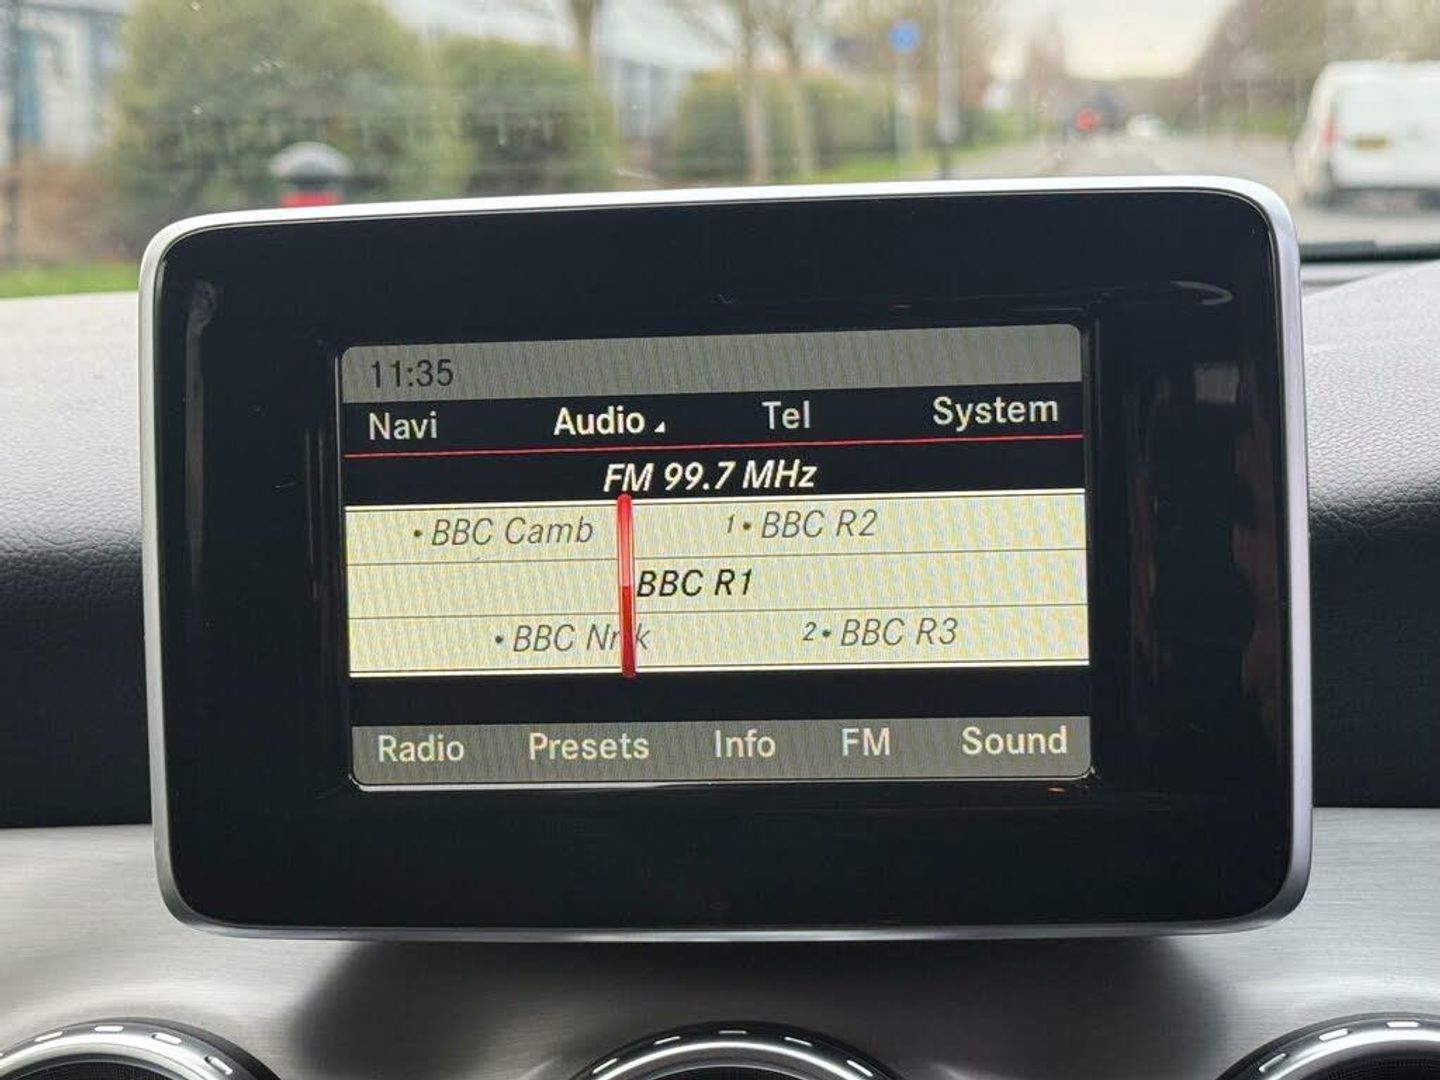 11:35
Navi Audio Tel System
FM 99.7 MHz
• BBC Camb 1• BBC R2
BBC R1
• BBC Nrfk 2• BBC R3
Radio Presets Info FM Sound